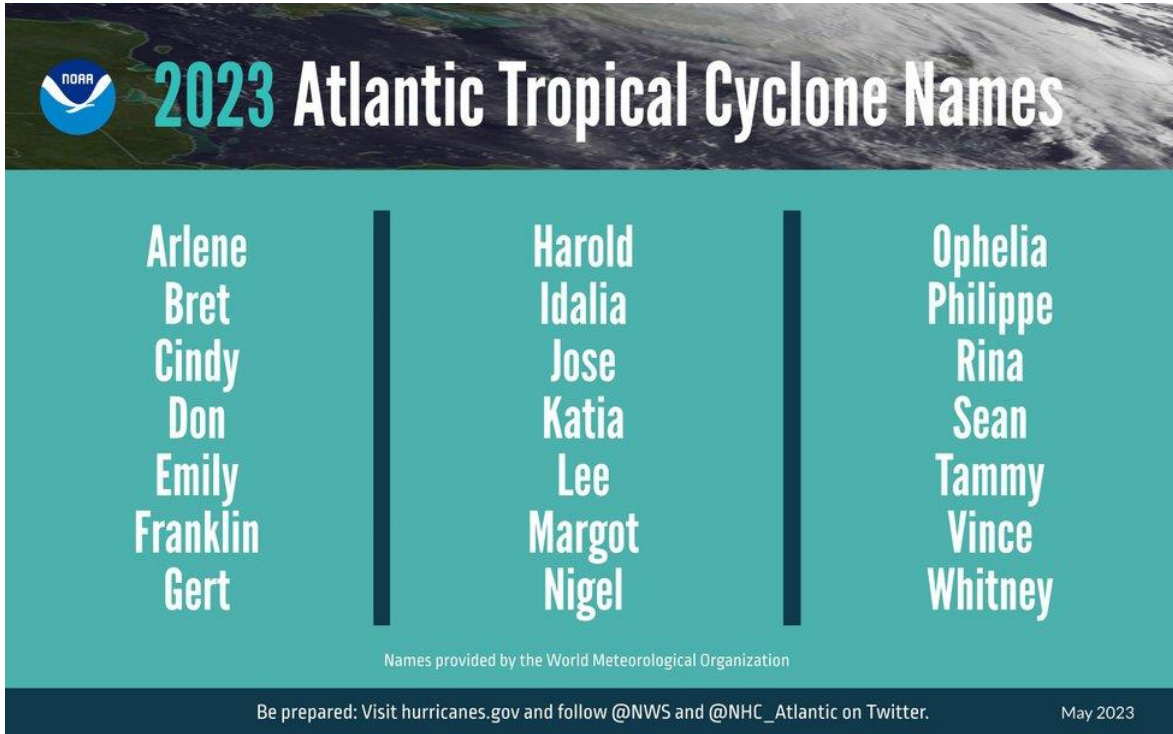 NOAA
2023 Atlantic Tropical Cyclone Names
Arlene
Bret
Cindy
Don
Emily
Franklin
Gert
Harold
Idalia
Jose
Katia
Lee
Margot
Nigel
Ophelia
Philippe
Rina
Sean
Tammy
Vince
Whitney
Names provided by the World Meteorological Organization
Be prepared: Visit hurricanes.gov and follow @NWS and @NHC_Atlantic on Twitter.
May 2023